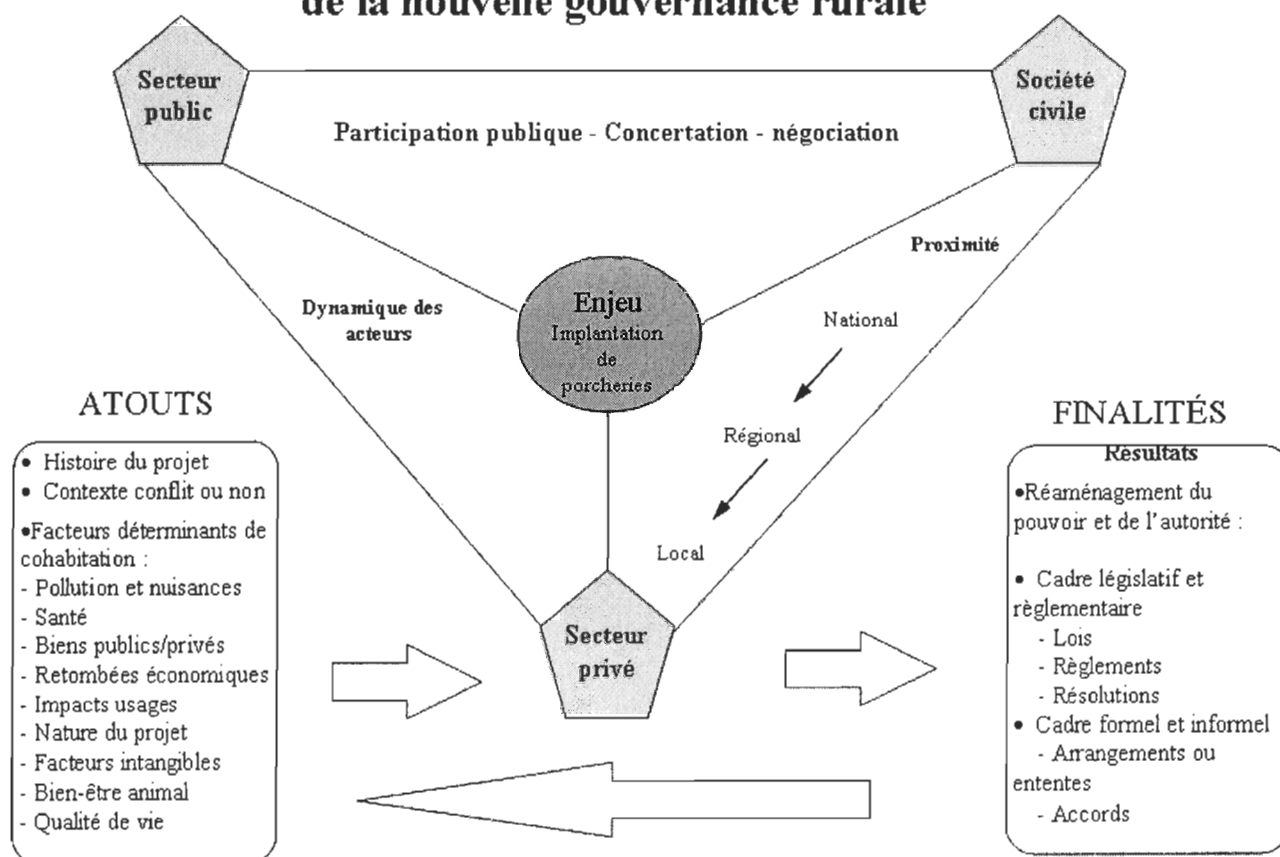 de la nouvelle gouvernance rurale
Secteur
public
Société
civile
Participation publique - Concertation - négociation
Proximité
Dynamique des
acteurs
Enjeu
Implantation
de
porcheries
National
Régional
Local
Secteur
privé
ATOUTS
• Histoire du projet
• Contexte conflit ou non
•Facteurs déterminants de
cohabitation :
- Pollution et nuisances
- Santé
- Biens publics/privés
- Retombées économiques
- Impacts usages
- Nature du projet
- Facteurs intangibles
- Bien-être animal
- Qualité de vie
FINALITÉS
Résultats
•Réaménagement du
pouvoir et de l'autorité :
• Cadre législatif et
règlementaire
- Lois
- Règlements
- Résolutions
• Cadre formel et informel
- Arrangements ou
ententes
- Accords